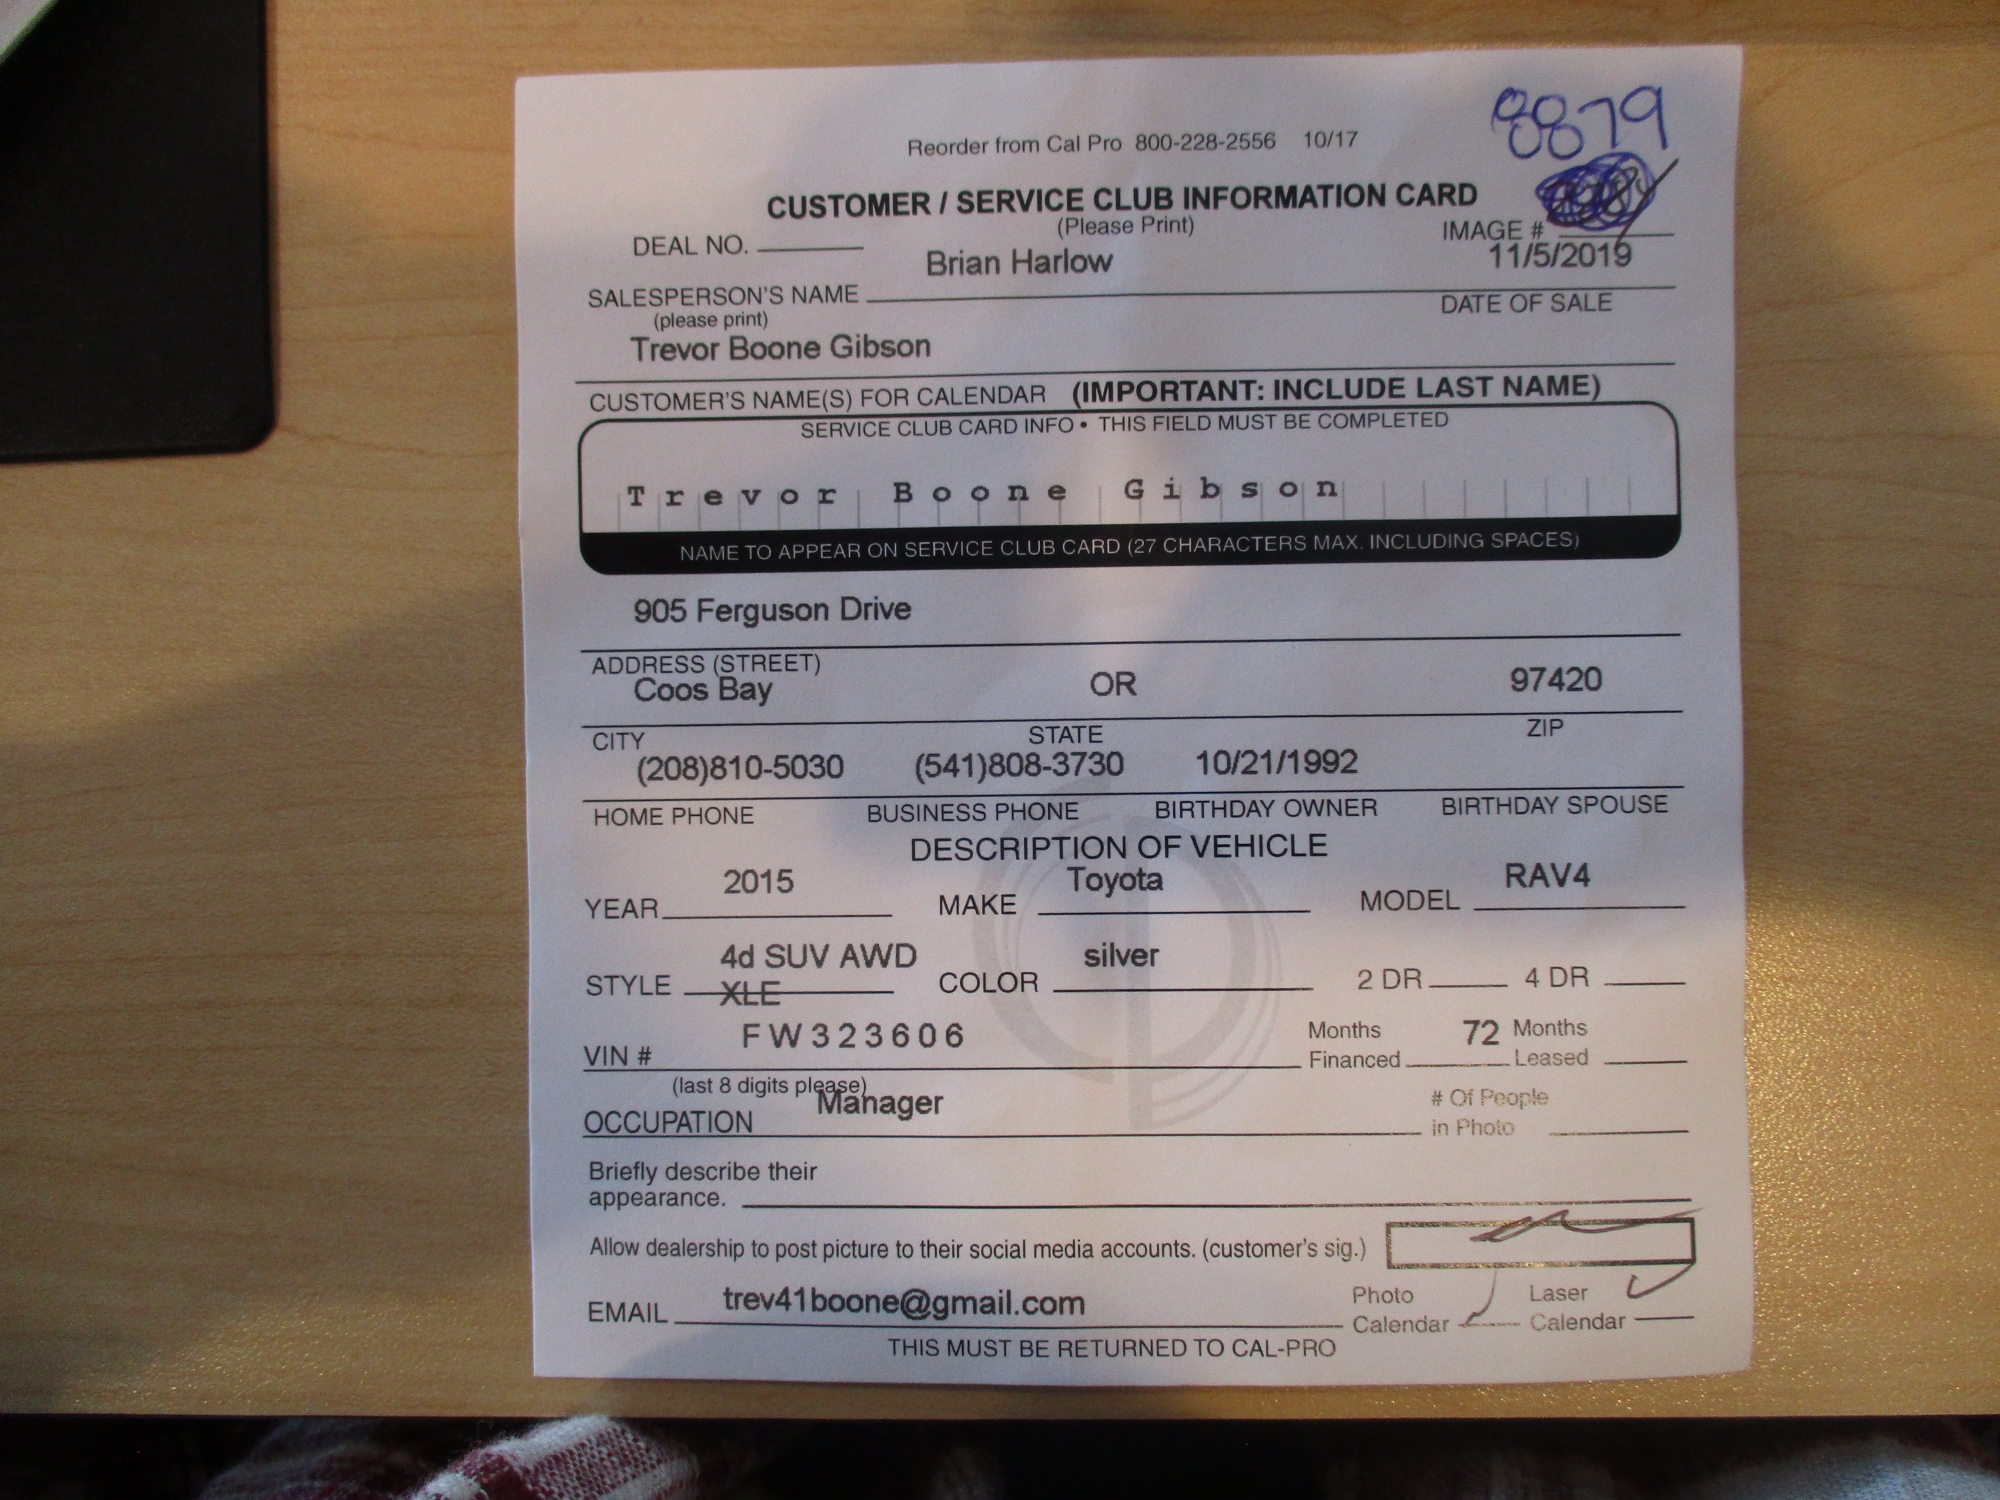 8879
Reorder from Cal Pro 800-228-2556 10/17
CUSTOMER / SERVICE CLUB INFORMATION CARD
(Please Print)
DEAL NO.
IMAGE #
Brian Harlow
11/5/2019
SALESPERSON'S NAME
DATE OF SALE
(please print)
Trevor Boone Gibson
CUSTOMER'S NAME(S) FOR CALENDAR (IMPORTANT: INCLUDE LAST NAME)
SERVICE CLUB CARD INFO • THIS FIELD MUST BE COMPLETED
Trevor Boone Gibson
NAME TO APPEAR ON SERVICE CLUB CARD (27 CHARACTERS MAX. INCLUDING SPACES)
905 Ferguson Drive
ADDRESS (STREET)
Coos Bay OR 97420
CITY STATE ZIP
(208)810-5030 (541)808-3730 10/21/1992
HOME PHONE BUSINESS PHONE BIRTHDAY OWNER BIRTHDAY SPOUSE
DESCRIPTION OF VEHICLE
YEAR 2015 MAKE Toyota MODEL RAV4
4d SUV AWD
STYLE XLE COLOR silver 2 DR 4 DR
VIN # FW323606 Months Financed 72 Months Leased
(last 8 digits please)
OCCUPATION Manager # Of People in Photo
Briefly describe their
appearance.
Allow dealership to post picture to their social media accounts. (customer's sig.)
EMAIL trev41boone@gmail.com Photo Calendar Laser Calendar
THIS MUST BE RETURNED TO CAL-PRO